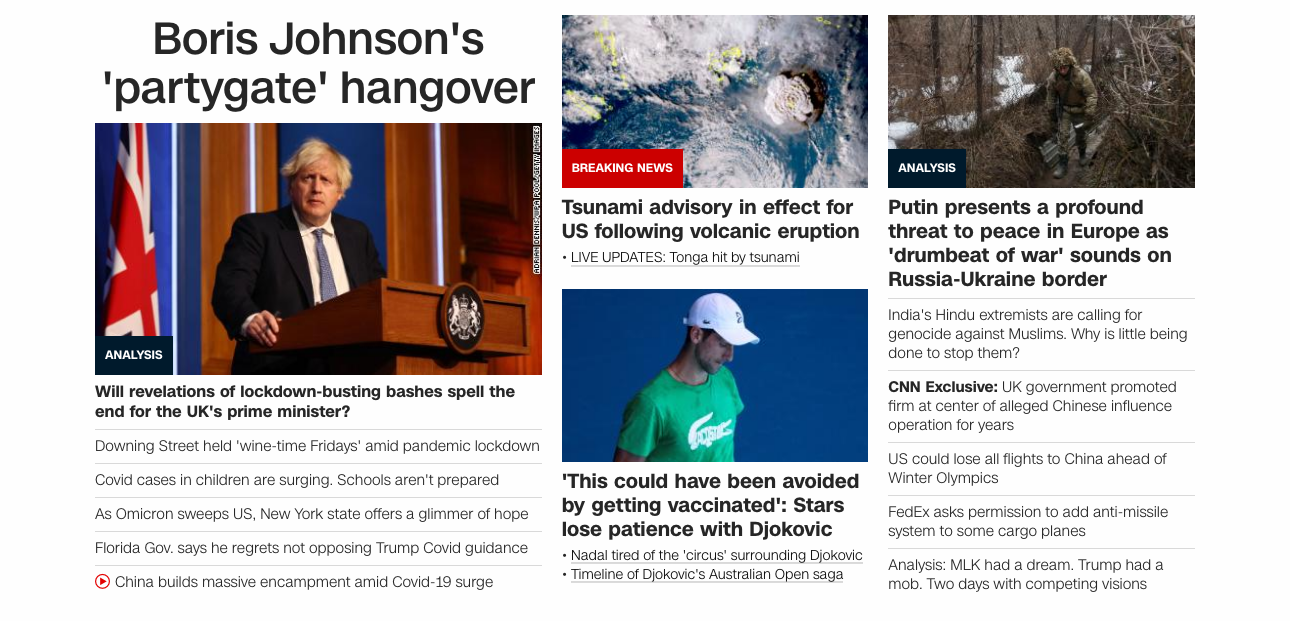 Boris Johnson's
'partygate' hangover
ADRIAN DENNIS/WPA POOL/GETTY IMAGES
ANALYSIS
Will revelations of lockdown-busting bashes spell the
end for the UK's prime minister?
Downing Street held 'wine-time Fridays' amid pandemic lockdown
Covid cases in children are surging. Schools aren't prepared
As Omicron sweeps US, New York state offers a glimmer of hope
Florida Gov. says he regrets not opposing Trump Covid guidance
China builds massive encampment amid Covid-19 surge
BREAKING NEWS
Tsunami advisory in effect for
US following volcanic eruption
• LIVE UPDATES: Tonga hit by tsunami
'This could have been avoided
by getting vaccinated': Stars
lose patience with Djokovic
• Nadal tired of the 'circus' surrounding Djokovic
• Timeline of Djokovic's Australian Open saga
ANALYSIS
Putin presents a profound
threat to peace in Europe as
'drumbeat of war' sounds on
Russia-Ukraine border
India's Hindu extremists are calling for
genocide against Muslims. Why is little being
done to stop them?
CNN Exclusive: UK government promoted
firm at center of alleged Chinese influence
operation for years
US could lose all flights to China ahead of
Winter Olympics
FedEx asks permission to add anti-missile
system to some cargo planes
Analysis: MLK had a dream. Trump had a
mob. Two days with competing visions